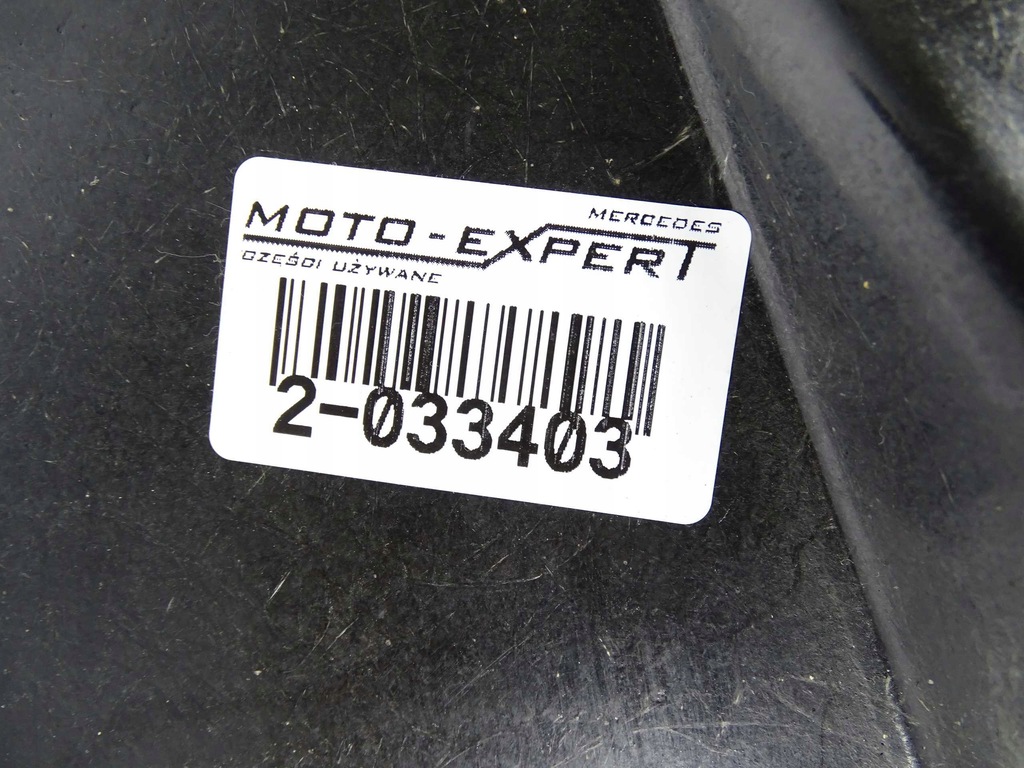 MERCEDES
MOTO-EXPERT
CZĘŚCI UŻYWANE
2-033403